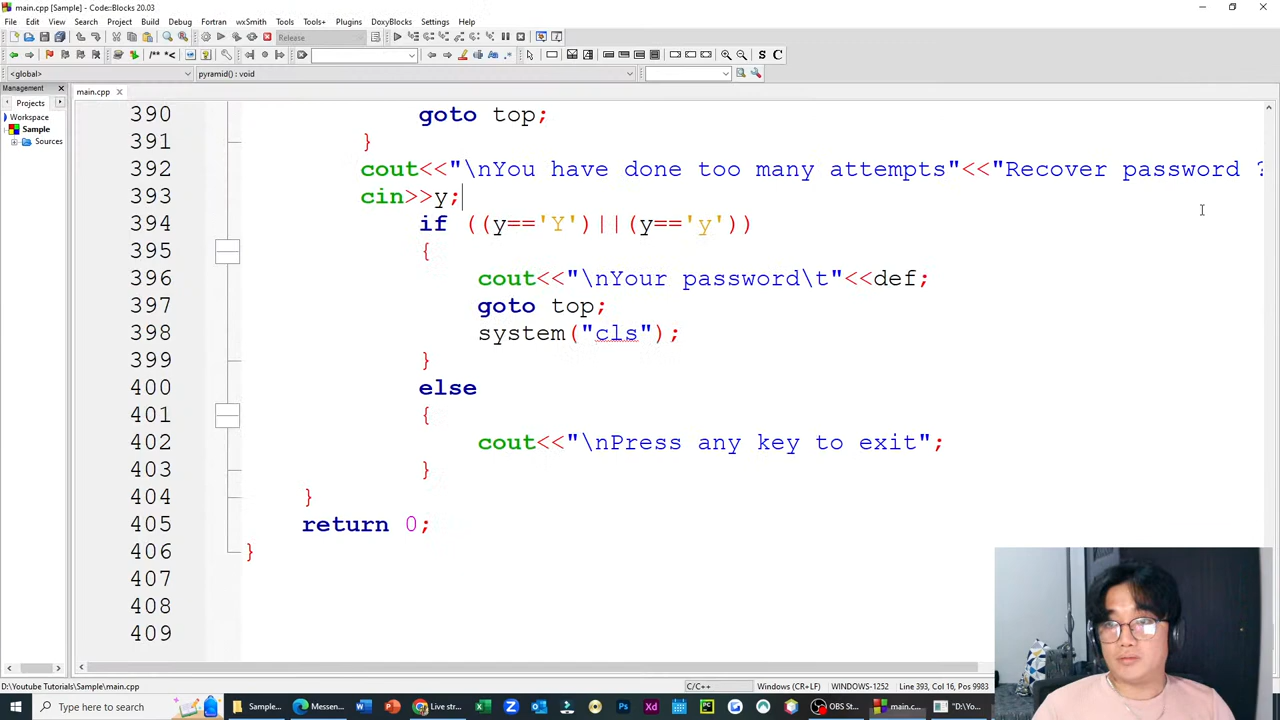 main.cpp [Sample] - Code::Blocks 20.03
File Edit View Search Project Build Debug Fortran wxSmith Tools Tools+ Plugins DoxyBlocks Settings Help
Release
/** *<
S C
<global>
pyramid() : void
Management
Projects
main.cpp
Workspace
Sample
Sources
390 goto top;
391 }
392 cout<<"\nYou have done too many attempts"<<"Recover password ?
393 cin>>y;
394 if ((y=='Y')||(y=='y'))
395 {
396 cout<<"\nYour password\t"<<def;
397 goto top;
398 system("cls");
399 }
400 else
401 {
402 cout<<"\nPress any key to exit";
403 }
404 }
405 return 0;
406 }
407
408
409
D:\Youtube Tutorials\Sample\main.cpp
C/C++
Windows (CR+LF)
WINDOWS-1252
Line 393, Col 16, Pos 9983
Type here to search
Sample...
Messen...
Live str...
OBS St...
main.c...
"D:\Yo...